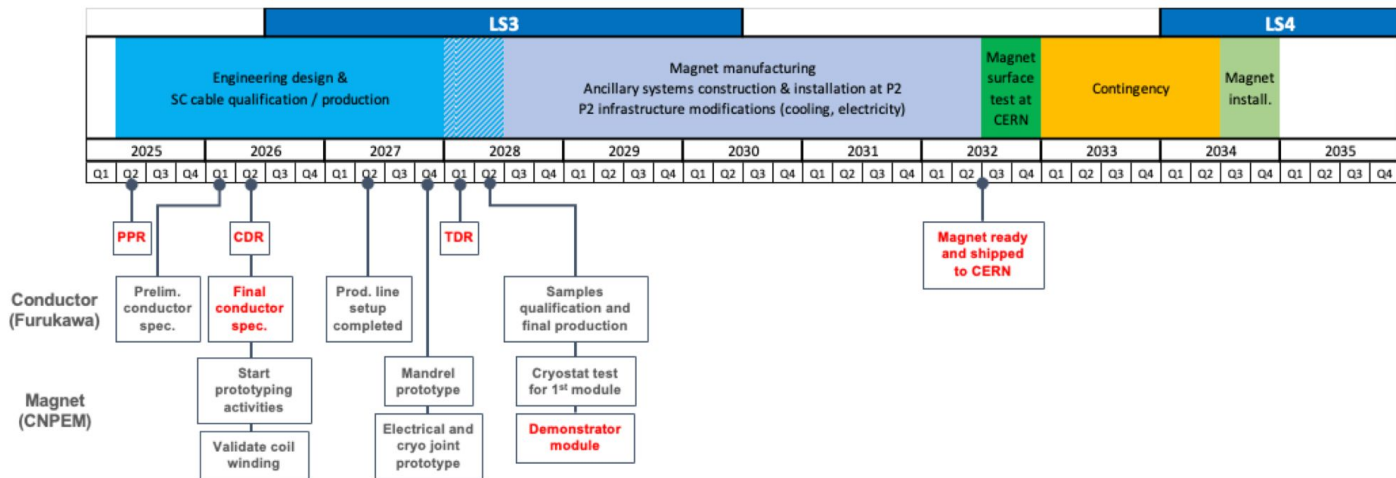 LS3
LS4
Engineering design &
SC cable qualification / production
Magnet manufacturing
Ancillary systems construction & installation at P2
P2 infrastructure modifications (cooling, electricity)
Magnet
surface
test at
CERN
Contingency
Magnet
install.
2025 2026 2027 2028 2029 2030 2031 2032 2033 2034 2035
Q1 Q2 Q3 Q4 Q1 Q2 Q3 Q4 Q1 Q2 Q3 Q4 Q1 Q2 Q3 Q4 Q1 Q2 Q3 Q4 Q1 Q2 Q3 Q4 Q1 Q2 Q3 Q4 Q1 Q2 Q3 Q4 Q1 Q2 Q3 Q4 Q1 Q2 Q3 Q4 Q1 Q2 Q3 Q4
PPR
CDR
TDR
Magnet ready
and shipped
to CERN
Conductor
(Furukawa)
Prelim.
conductor
spec.
Final
conductor
spec.
Prod. line
setup
completed
Samples
qualification and
final production
Magnet
(CNPEM)
Start
prototyping
activities
Mandrel
prototype
Cryostat test
for 1st module
Validate coil
winding
Electrical and
cryo joint
prototype
Demonstrator
module